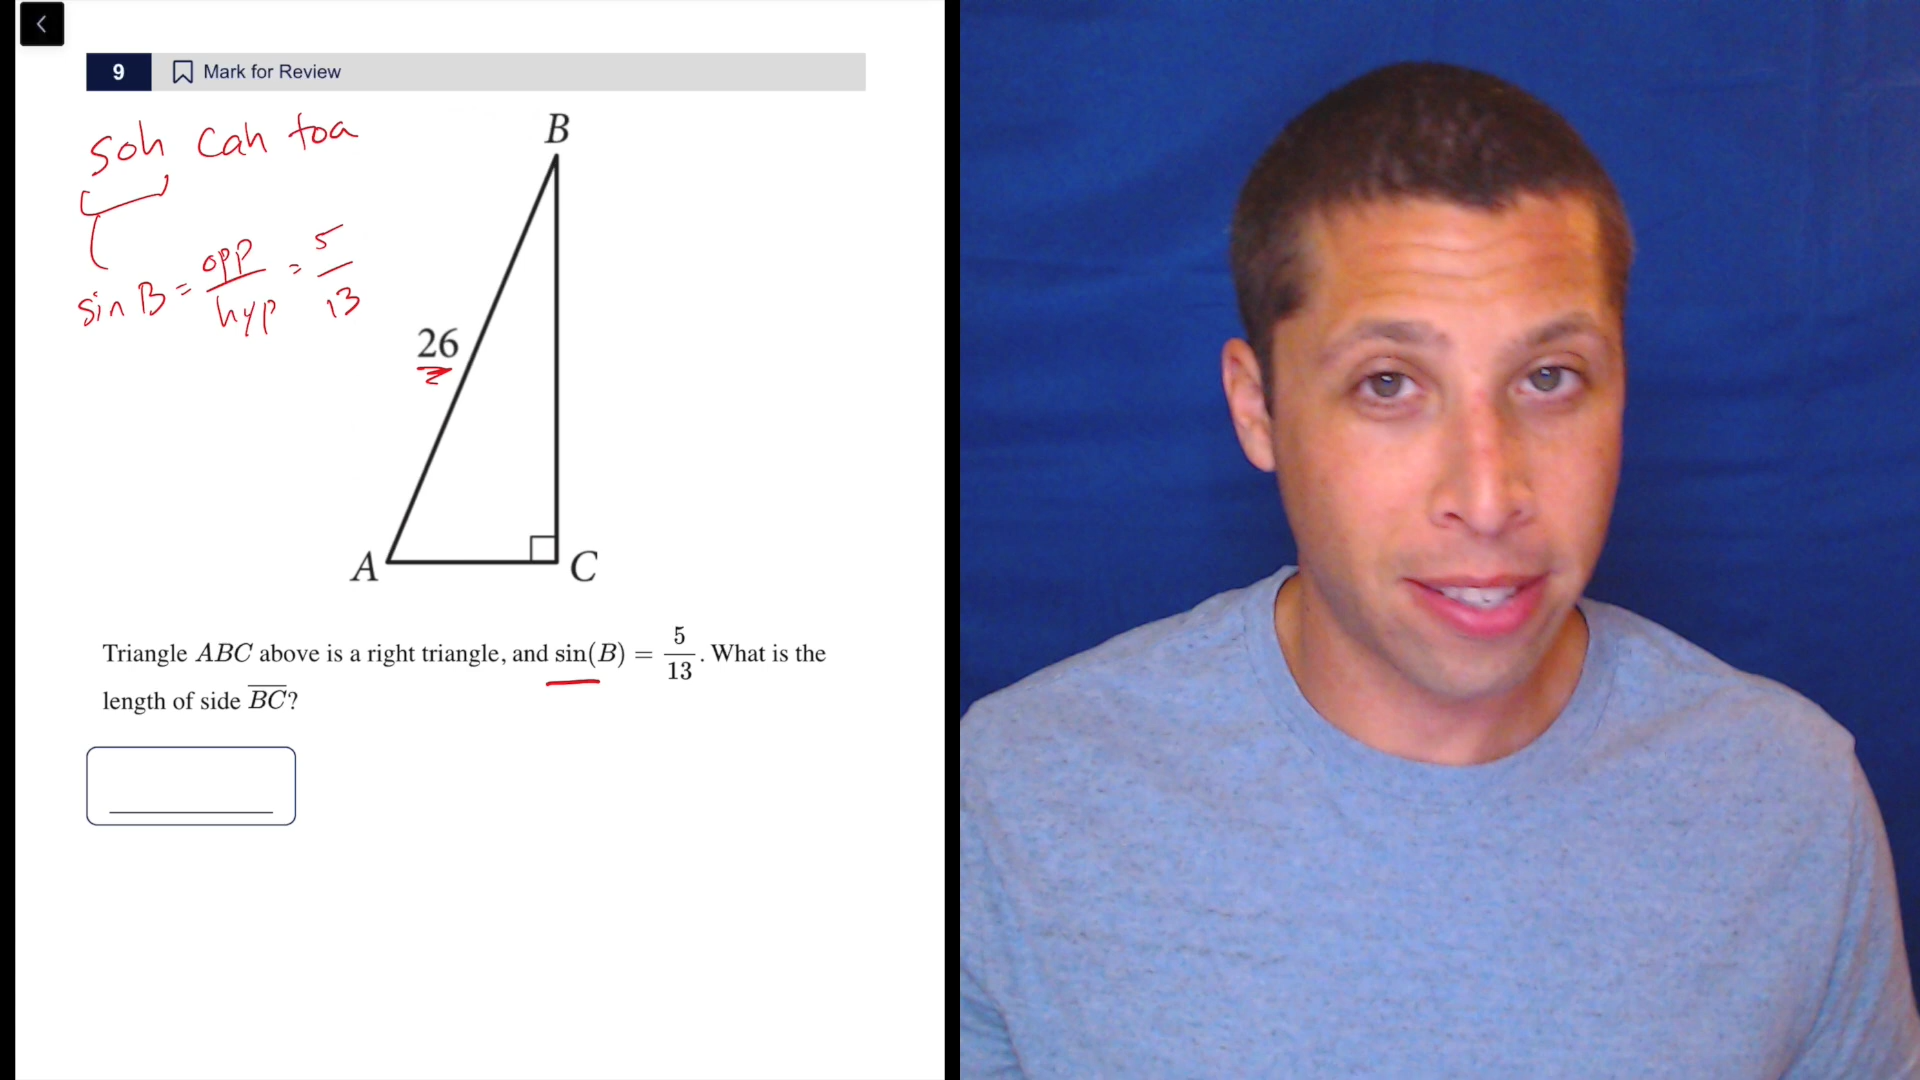 9 Mark for Review
soh cah toa
sin B = opp/hyp = 5/13
B
26
A
C
Triangle ABC above is a right triangle, and sin(B) = 5/13. What is the
length of side \overline{BC}?